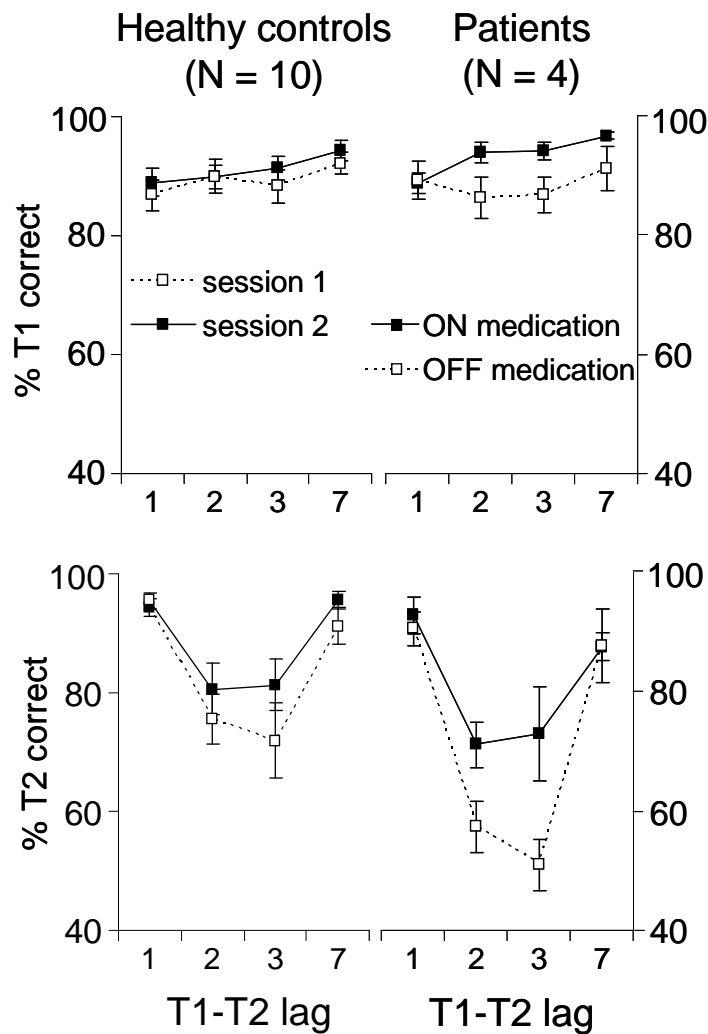 Healthy controls
(N = 10)
Patients
(N = 4)
% T1 correct
100
80
60
40
session 1
session 2
1 2 3 7
ON medication
OFF medication
100
80
60
40
1 2 3 7
% T2 correct
100
80
60
40
1 2 3 7
T1-T2 lag
100
80
60
40
1 2 3 7
T1-T2 lag